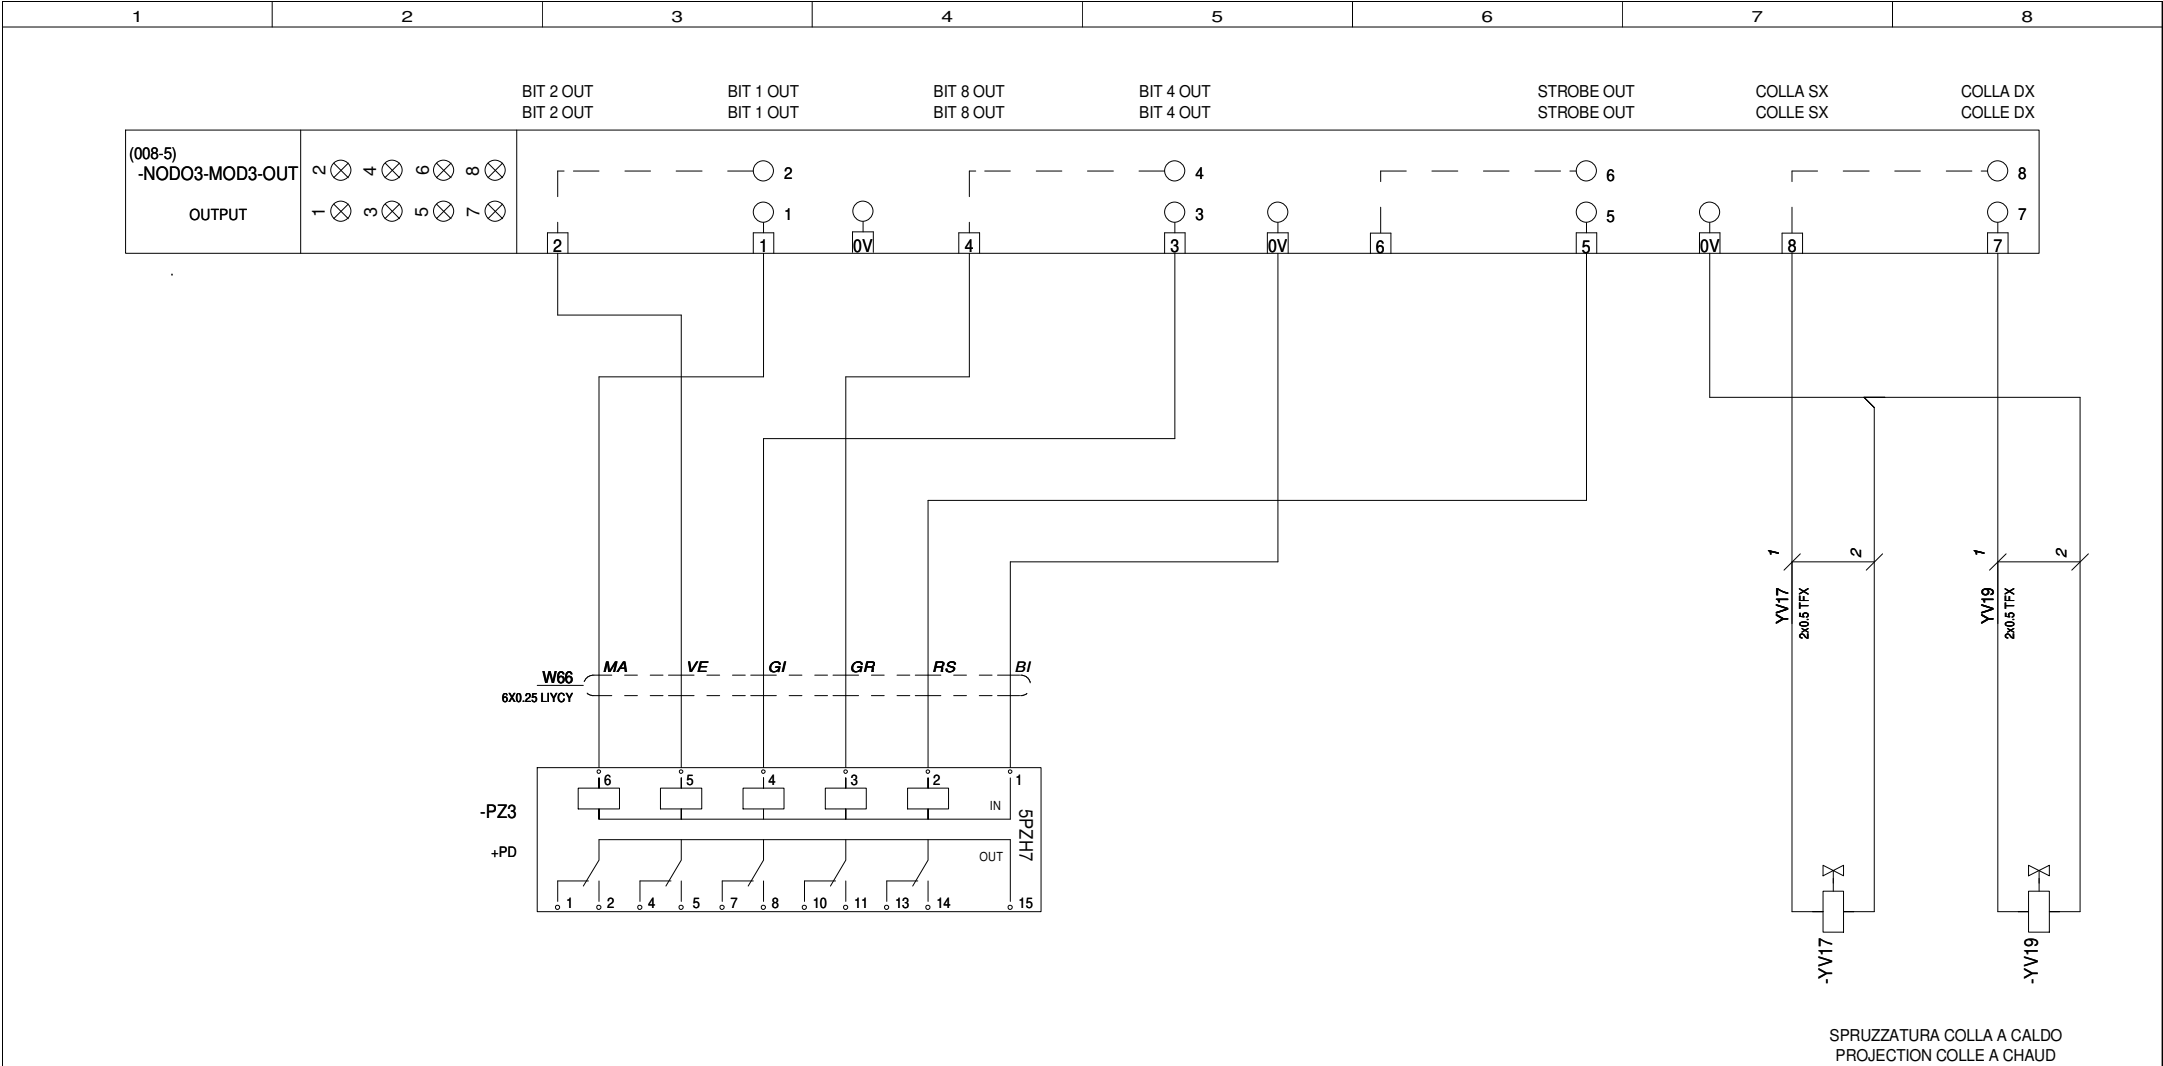 1 2 3 4 5 6 7 8
BIT 2 OUT BIT 1 OUT BIT 8 OUT BIT 4 OUT STROBE OUT COLLA SX COLLA DX
BIT 2 OUT BIT 1 OUT BIT 8 OUT BIT 4 OUT STROBE OUT COLLE SX COLLE DX
(008-5)
-NODO3-MOD3-OUT 2 4 6 8 2 4 6 8
OUTPUT 1 3 5 7 1 3 5 7
2 1 0V 4 3 0V 6 5 0V 8 7
1 2 1 2
YV17 2x0.5 TFX YV19 2x0.5 TFX
W66 MA VE GI GR RS BI
6X0.25 LIYCY
6 5 4 3 2 1
-PZ3 IN 5PZH7
+PD OUT
1 2 4 5 7 8 10 11 13 14 15
-YV17 -YV19
SPRUZZATURA COLLA A CALDO
PROJECTION COLLE A CHAUD